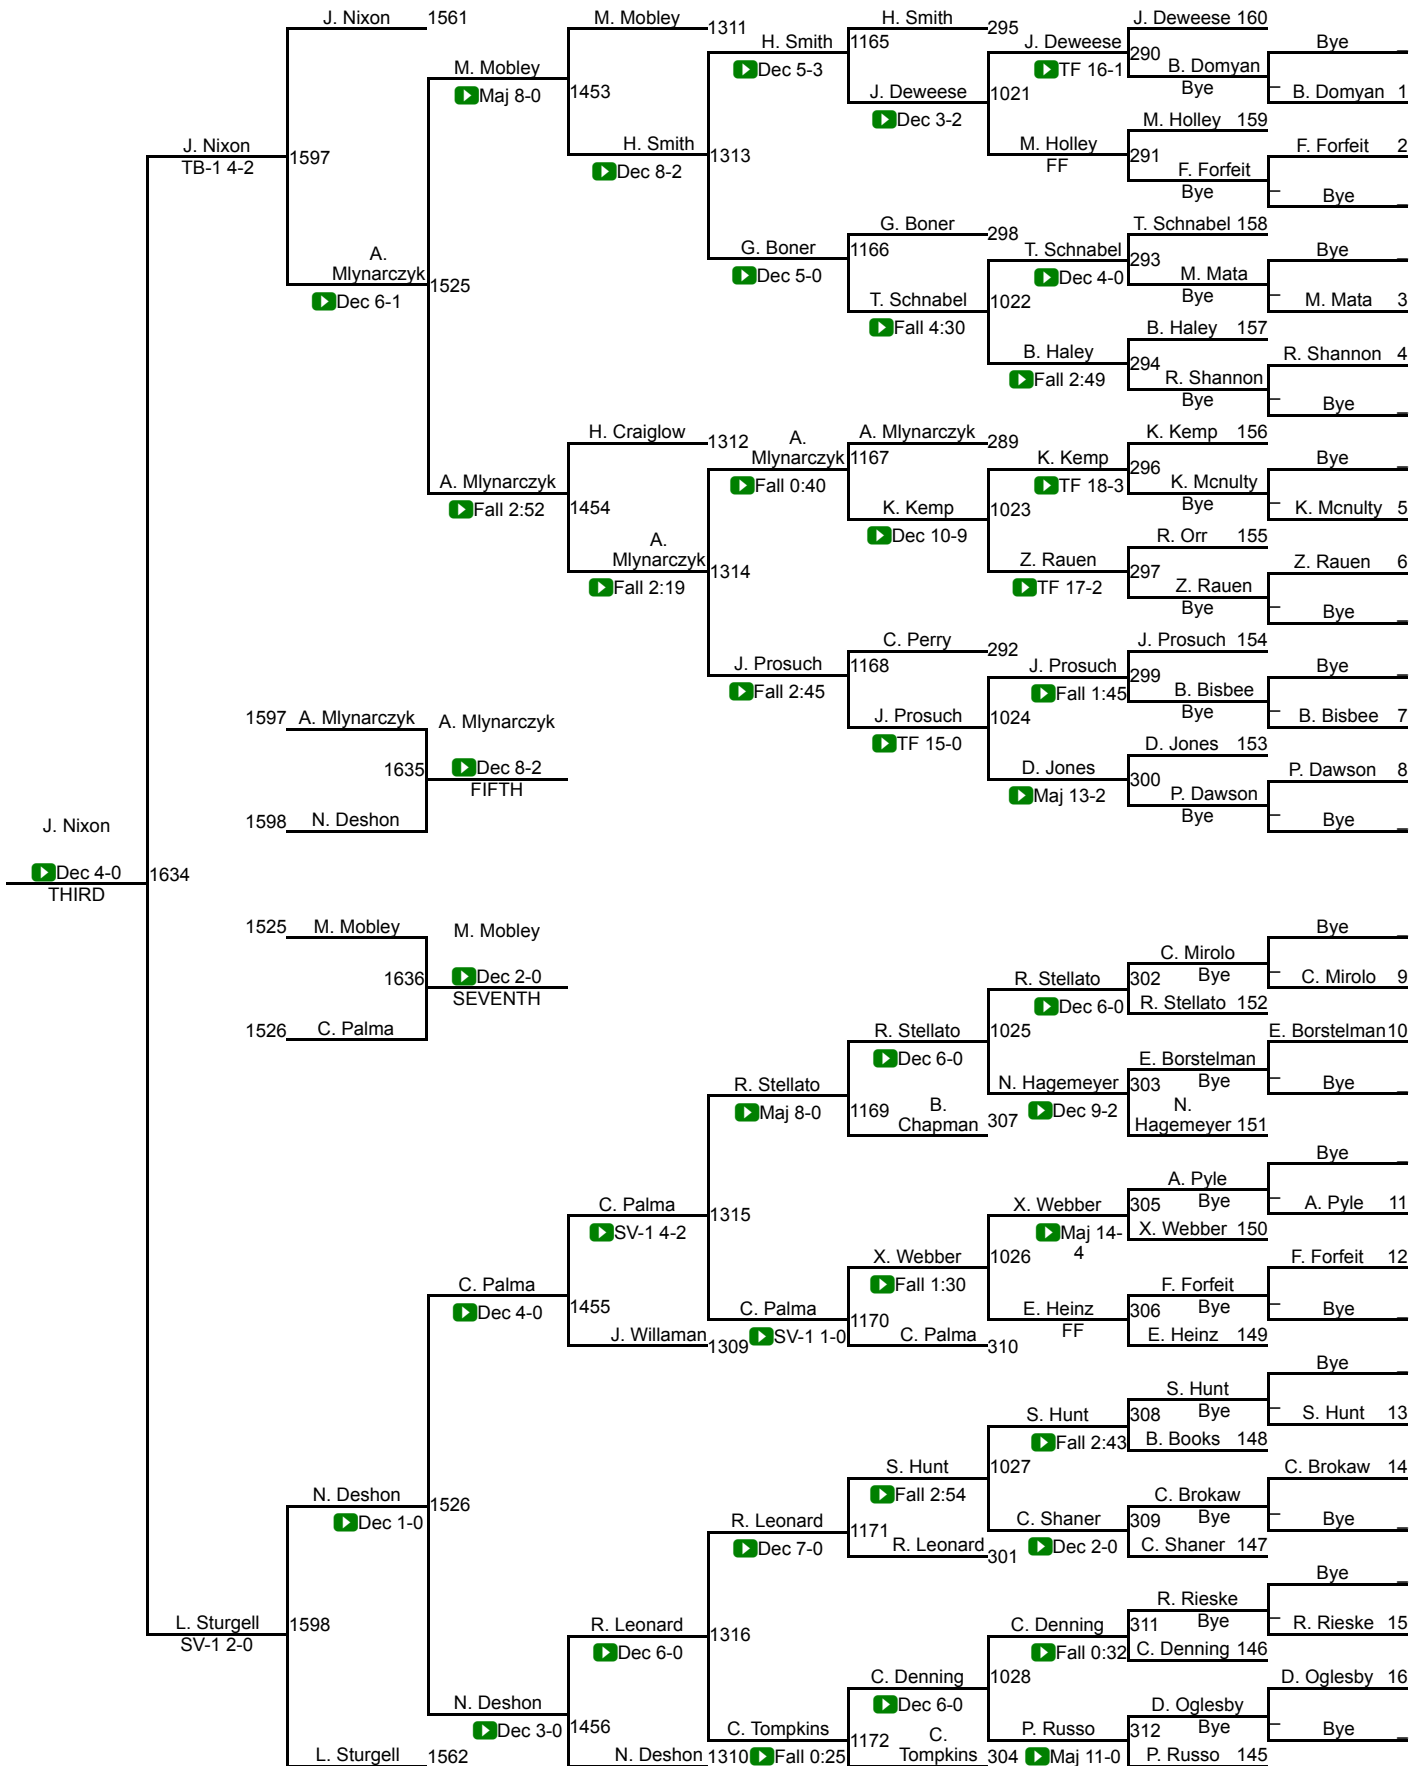 J. Nixon 1561
M. Mobley 1311
H. Smith 295
J. Deweese 160
Bye
H. Smith 1165
J. Deweese 290
B. Domyan
Dec 5-3
TF 16-1
Bye
M. Mobley
Maj 8-0
1453
J. Deweese 1021
B. Domyan 1
Dec 3-2
M. Holley 159
J. Nixon
TB-1 4-2
1597
H. Smith 1313
Dec 8-2
M. Holley
FF
291
F. Forfeit 2
F. Forfeit
Bye
Bye
G. Boner 298
T. Schnabel 158
G. Boner 1166
Dec 5-0
T. Schnabel 293
Dec 4-0
Bye
M. Mata
Bye
A.
Mlynarczyk 1525
Dec 6-1
T. Schnabel 1022
Fall 4:30
M. Mata 3
B. Haley 157
B. Haley 294
Fall 2:49
R. Shannon 4
R. Shannon
Bye
Bye
H. Craiglow 1312
A. Mlynarczyk 289
K. Kemp 156
A.
Mlynarczyk 1167
Fall 0:40
K. Kemp 296
TF 18-3
Bye
K. Mcnulty
Bye
A. Mlynarczyk
Fall 2:52
1454
K. Kemp 1023
Dec 10-9
K. Mcnulty 5
R. Orr 155
A.
Mlynarczyk 1314
Fall 2:19
Z. Rauen 297
TF 17-2
Z. Rauen 6
Z. Rauen
Bye
Bye
C. Perry 292
J. Prosuch 154
J. Prosuch 1168
Fall 2:45
J. Prosuch 299
Fall 1:45
Bye
B. Bisbee
Bye
1597 A. Mlynarczyk
A. Mlynarczyk
J. Prosuch 1024
TF 15-0
B. Bisbee 7
D. Jones 153
1635
Dec 8-2
FIFTH
D. Jones 300
Maj 13-2
P. Dawson 8
P. Dawson
Bye
1598 N. Deshon
Bye
J. Nixon
Dec 4-0
THIRD
1634
1525 M. Mobley
M. Mobley
Bye
1636
Dec 2-0
SEVENTH
R. Stellato
Dec 6-0
C. Mirolo
302 Bye
C. Mirolo 9
R. Stellato 152
1526 C. Palma
R. Stellato 1025
Dec 6-0
E. Borstelman 10
E. Borstelman
303 Bye
Bye
R. Stellato
Maj 8-0
N. Hagemeyer
Dec 9-2
1169 B.
Chapman 307
N.
Hagemeyer 151
Bye
A. Pyle
305 Bye
A. Pyle 11
C. Palma 1315
SV-1 4-2
X. Webber
Maj 14-
4
X. Webber 150
X. Webber 1026
Fall 1:30
F. Forfeit 12
F. Forfeit
306 Bye
Bye
C. Palma
Dec 4-0
1455
C. Palma
SV-1 1-0
1170
E. Heinz
FF
E. Heinz 149
J. Willaman 1309
C. Palma 310
Bye
S. Hunt
308 Bye
S. Hunt 13
S. Hunt
Fall 2:43
B. Books 148
S. Hunt 1027
Fall 2:54
C. Brokaw 14
C. Brokaw
309 Bye
Bye
N. Deshon
Dec 1-0
1526
R. Leonard
Dec 7-0
1171
C. Shaner
Dec 2-0
C. Shaner 147
R. Leonard 301
Bye
R. Rieske
311 Bye
R. Rieske 15
L. Sturgell
SV-1 2-0
1598
R. Leonard 1316
Dec 6-0
C. Denning
Fall 0:32
C. Denning 146
C. Denning 1028
Dec 6-0
D. Oglesby 16
D. Oglesby
312 Bye
Bye
N. Deshon
Dec 3-0
1456
C. Tompkins
Fall 0:25
1172 C.
Tompkins 304
P. Russo
Maj 11-0
P. Russo 145
L. Sturgell 1562
N. Deshon 1310